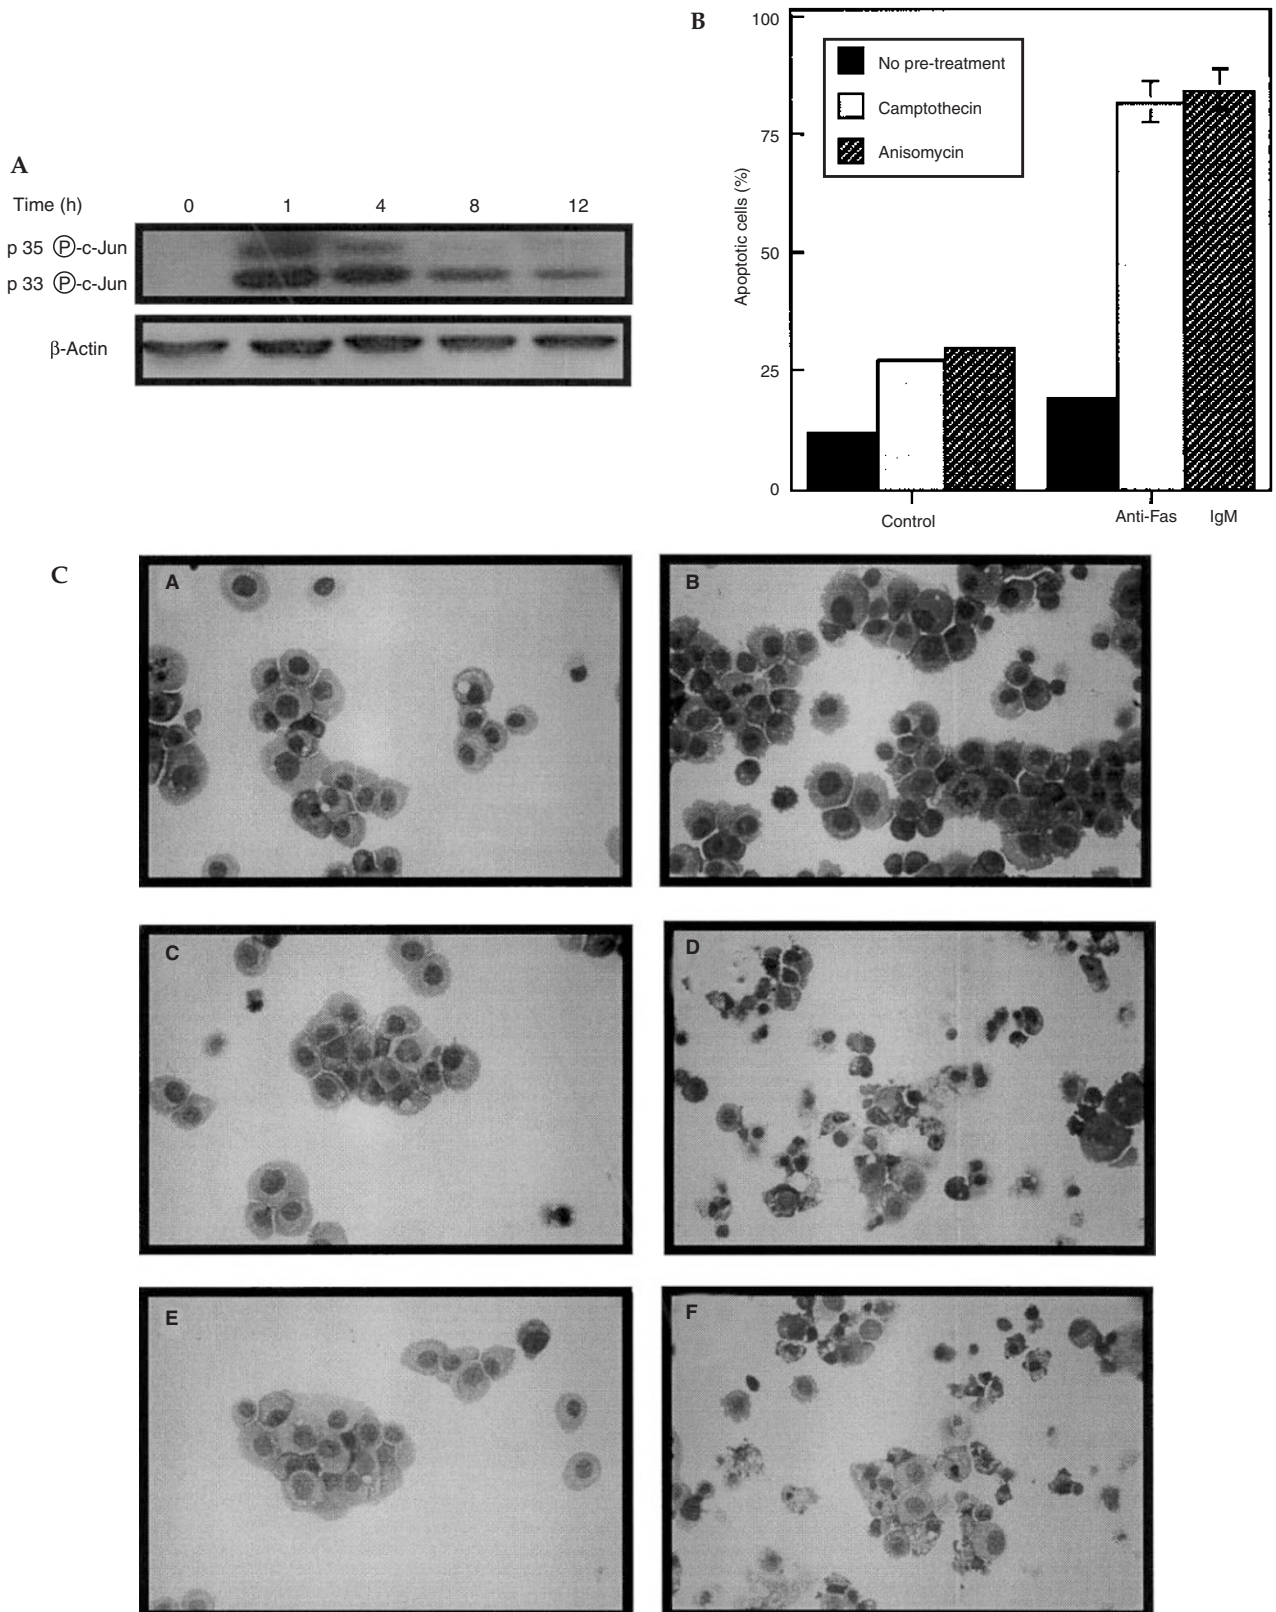 A
Time (h) 0 1 4 8 12
p 35 Ⓟ-c-Jun
p 33 Ⓟ-c-Jun
β-Actin
B
Apoptotic cells (%)
100
75
50
25
0
No pre-treatment
Camptothecin
Anisomycin
Control
Anti-Fas IgM
C
A
B
C
D
E
F